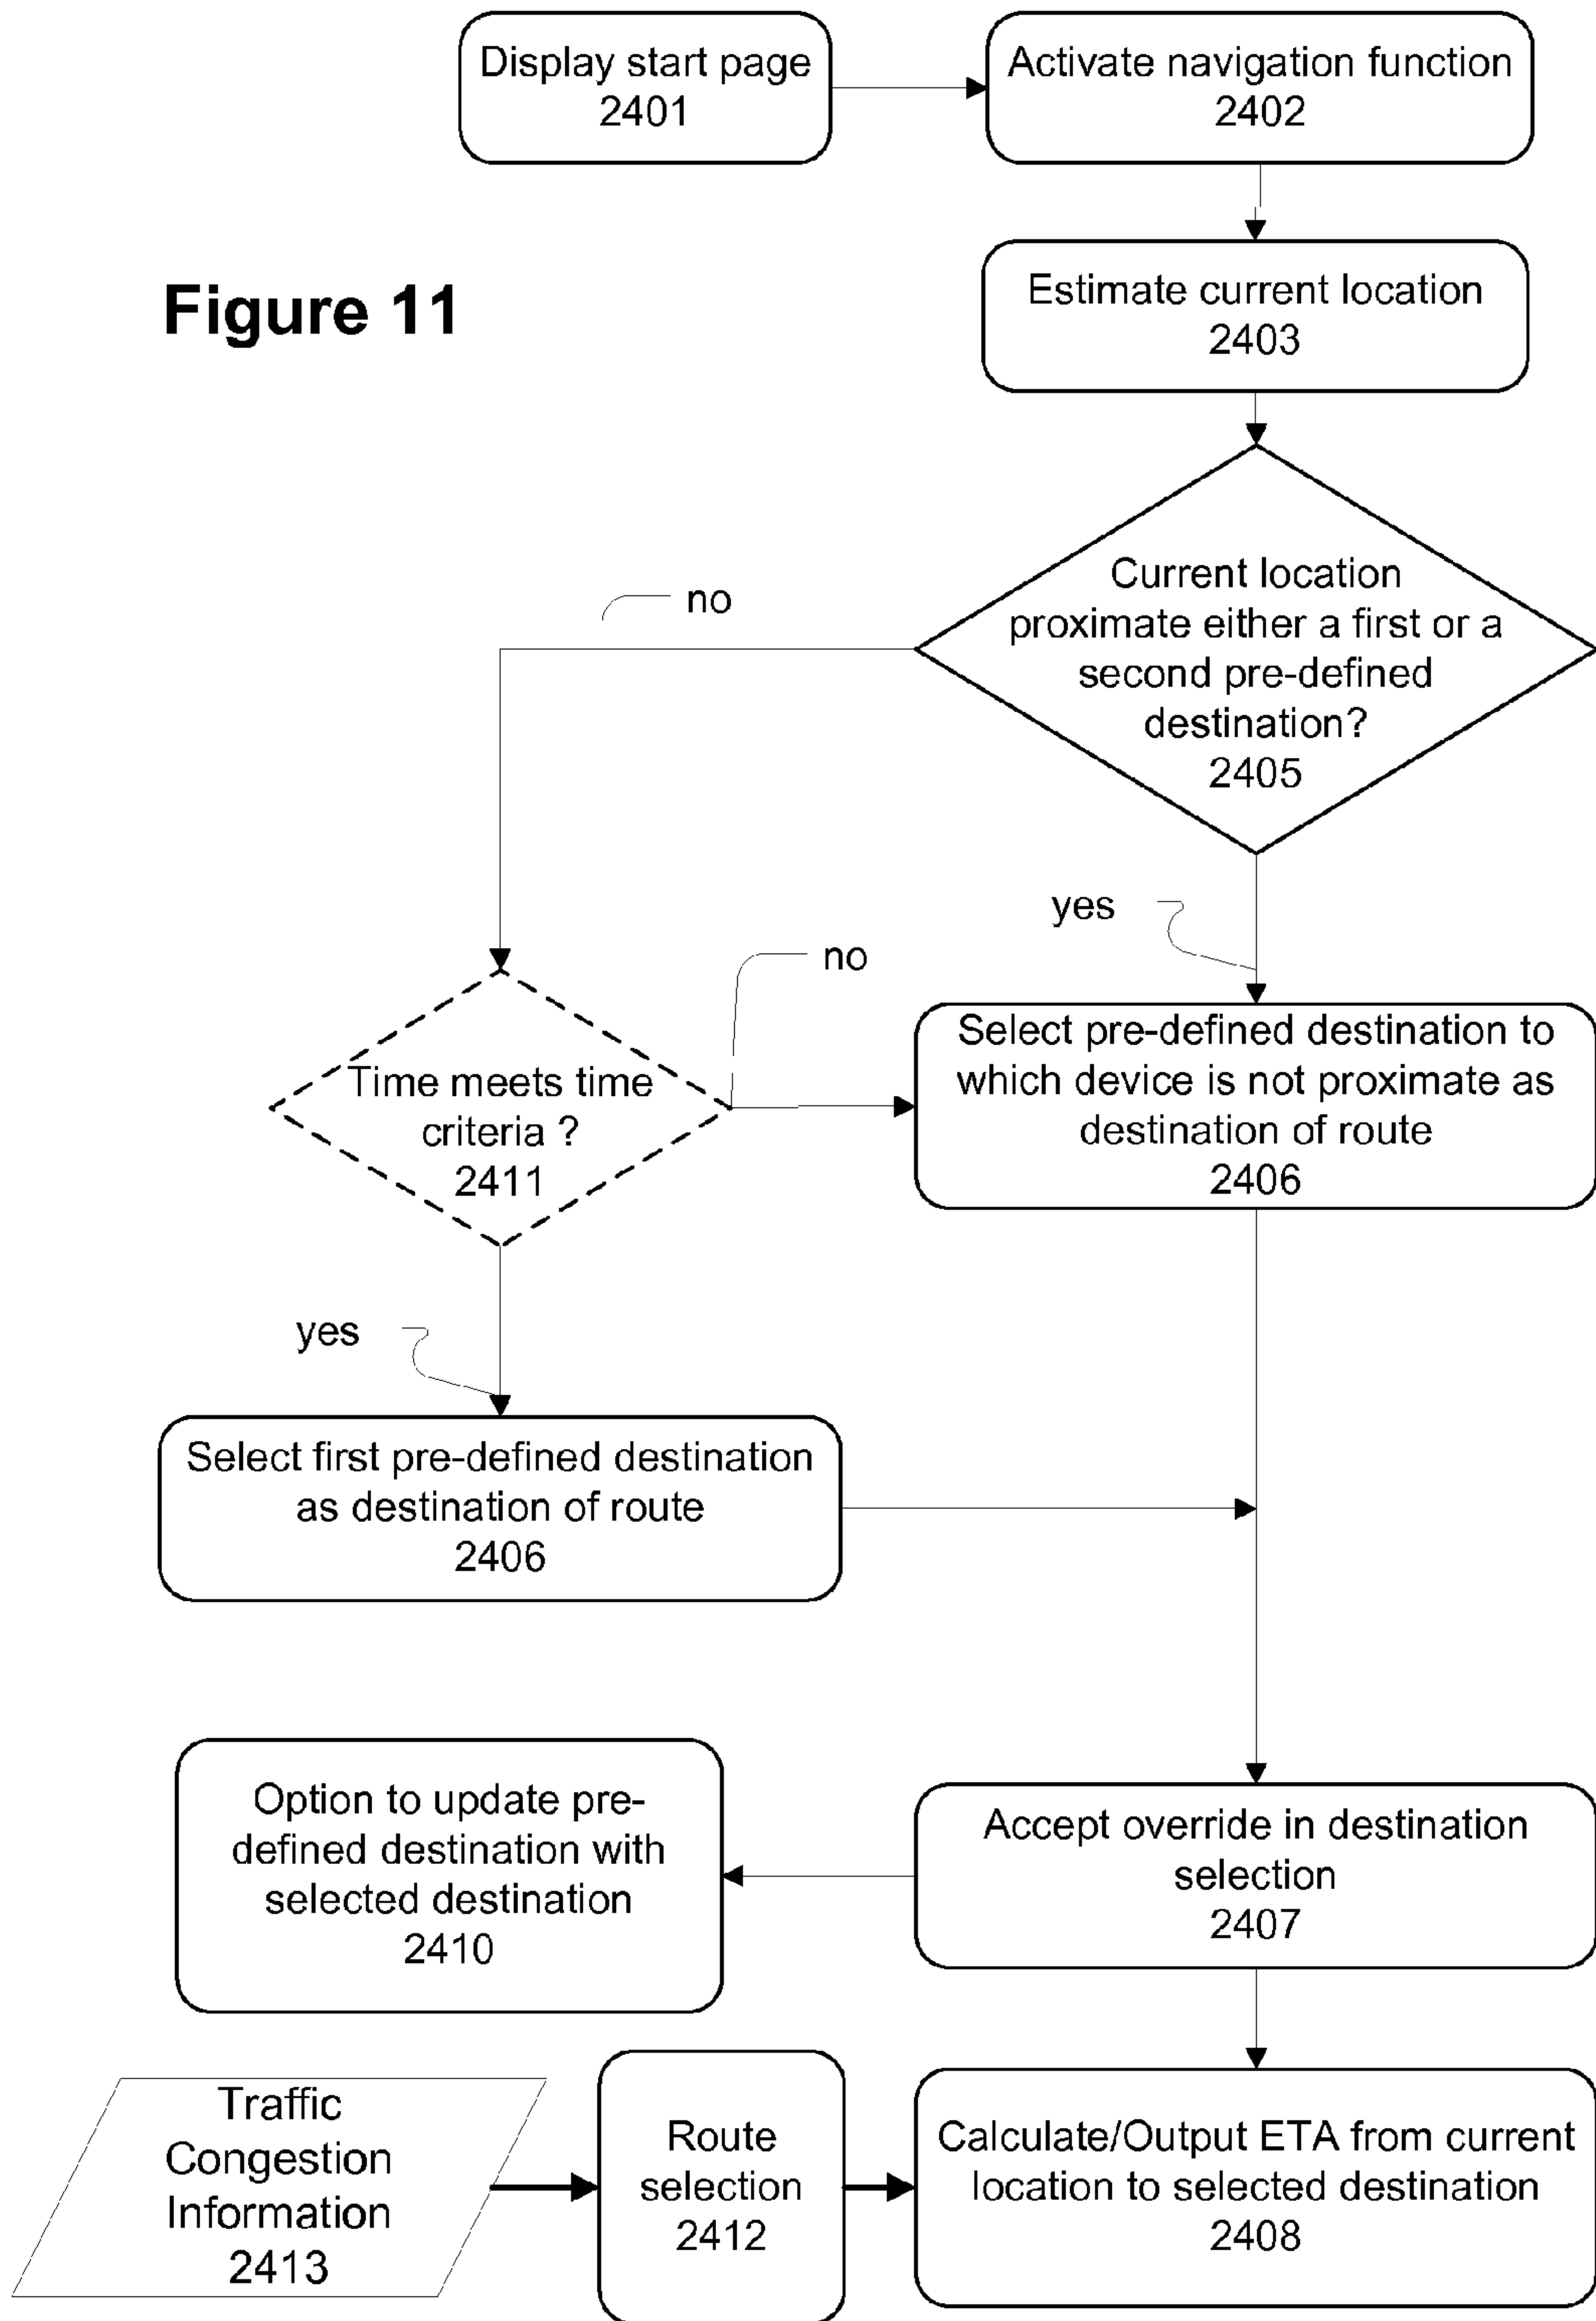 Display start page
2401
Activate navigation function
2402
Figure 11
Estimate current location
2403
Current location
proximate either a first or a
second pre-defined
destination?
2405
no
yes
no
Time meets time
criteria ?
2411
Select pre-defined destination to
which device is not proximate as
destination of route
2406
yes
Select first pre-defined destination
as destination of route
2406
Option to update pre-
defined destination with
selected destination
2410
Accept override in destination
selection
2407
Traffic
Congestion
Information
2413
Route
selection
2412
Calculate/Output ETA from current
location to selected destination
2408